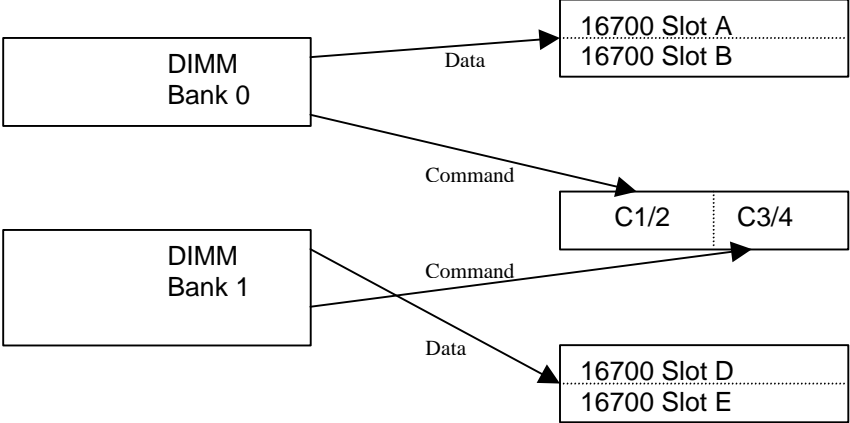 16700 Slot A
16700 Slot B
DIMM
Bank 0
Data
Command
C1/2
C3/4
DIMM
Bank 1
Command
Data
16700 Slot D
16700 Slot E